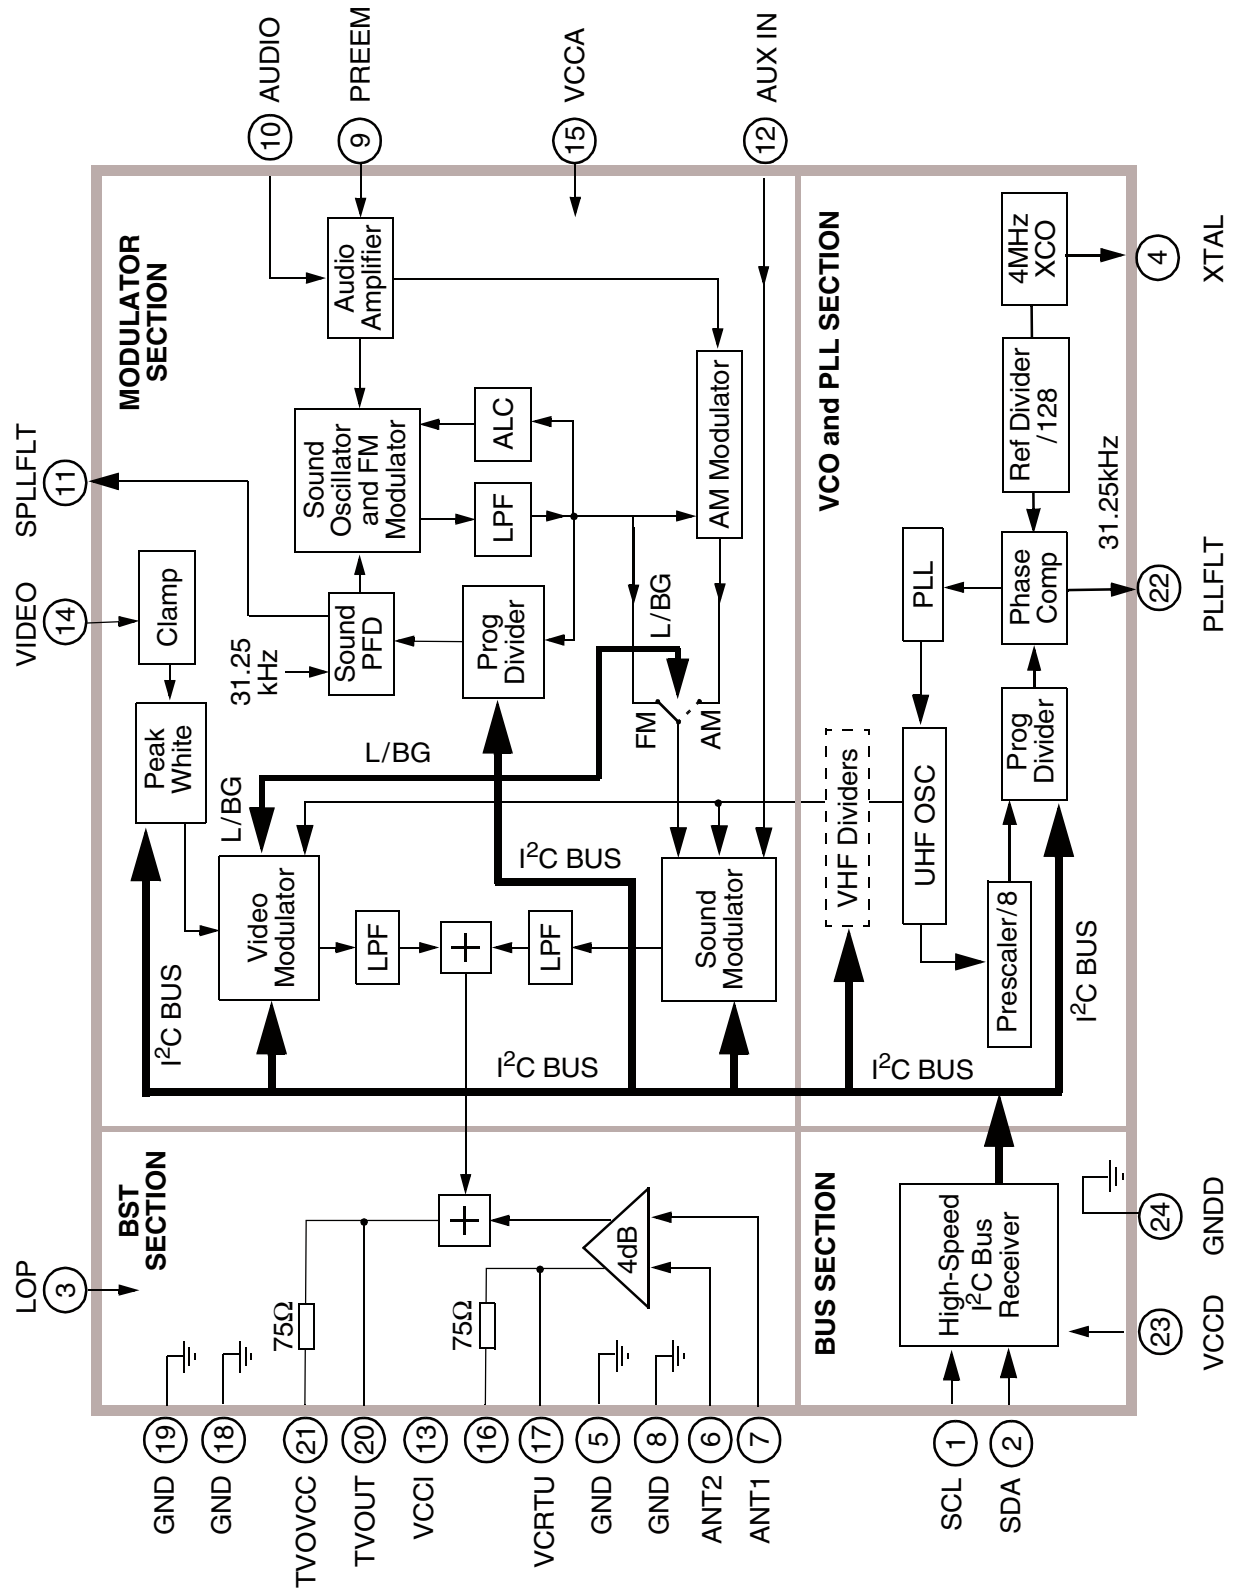 LOP
3
VIDEO
14
SPLLFLT
11
GND
19
GND
18
TVOVCC
21
TVOUT
20
VCCI
13
16
VCRTU
17
GND
5
GND
8
ANT2
6
ANT1
7
SCL
1
SDA
2
BST
SECTION
75Ω
75Ω
4dB
+
MODULATOR
SECTION
Clamp
Peak
White
I²C BUS
L/BG
Video
Modulator
LPF
+
LPF
Sound
Modulator
I²C BUS
I²C BUS
L/BG
31.25
kHz
Sound
PFD
Prog
Divider
Sound
Oscillator
and FM
Modulator
LPF
ALC
Audio
Amplifier
AM Modulator
L/BG
FM
AM
AUDIO
10
PREEM
9
VCCA
15
AUX IN
12
BUS SECTION
High-Speed
I²C Bus
Receiver
VCCD
23
GNDD
24
VCO and PLL SECTION
I²C BUS
VHF Dividers
UHF OSC
PLL
Prescaler/8
I²C BUS
Prog
Divider
Phase
Comp
31.25kHz
Ref Divider
/128
4MHz
XCO
PLLFLT
22
XTAL
4